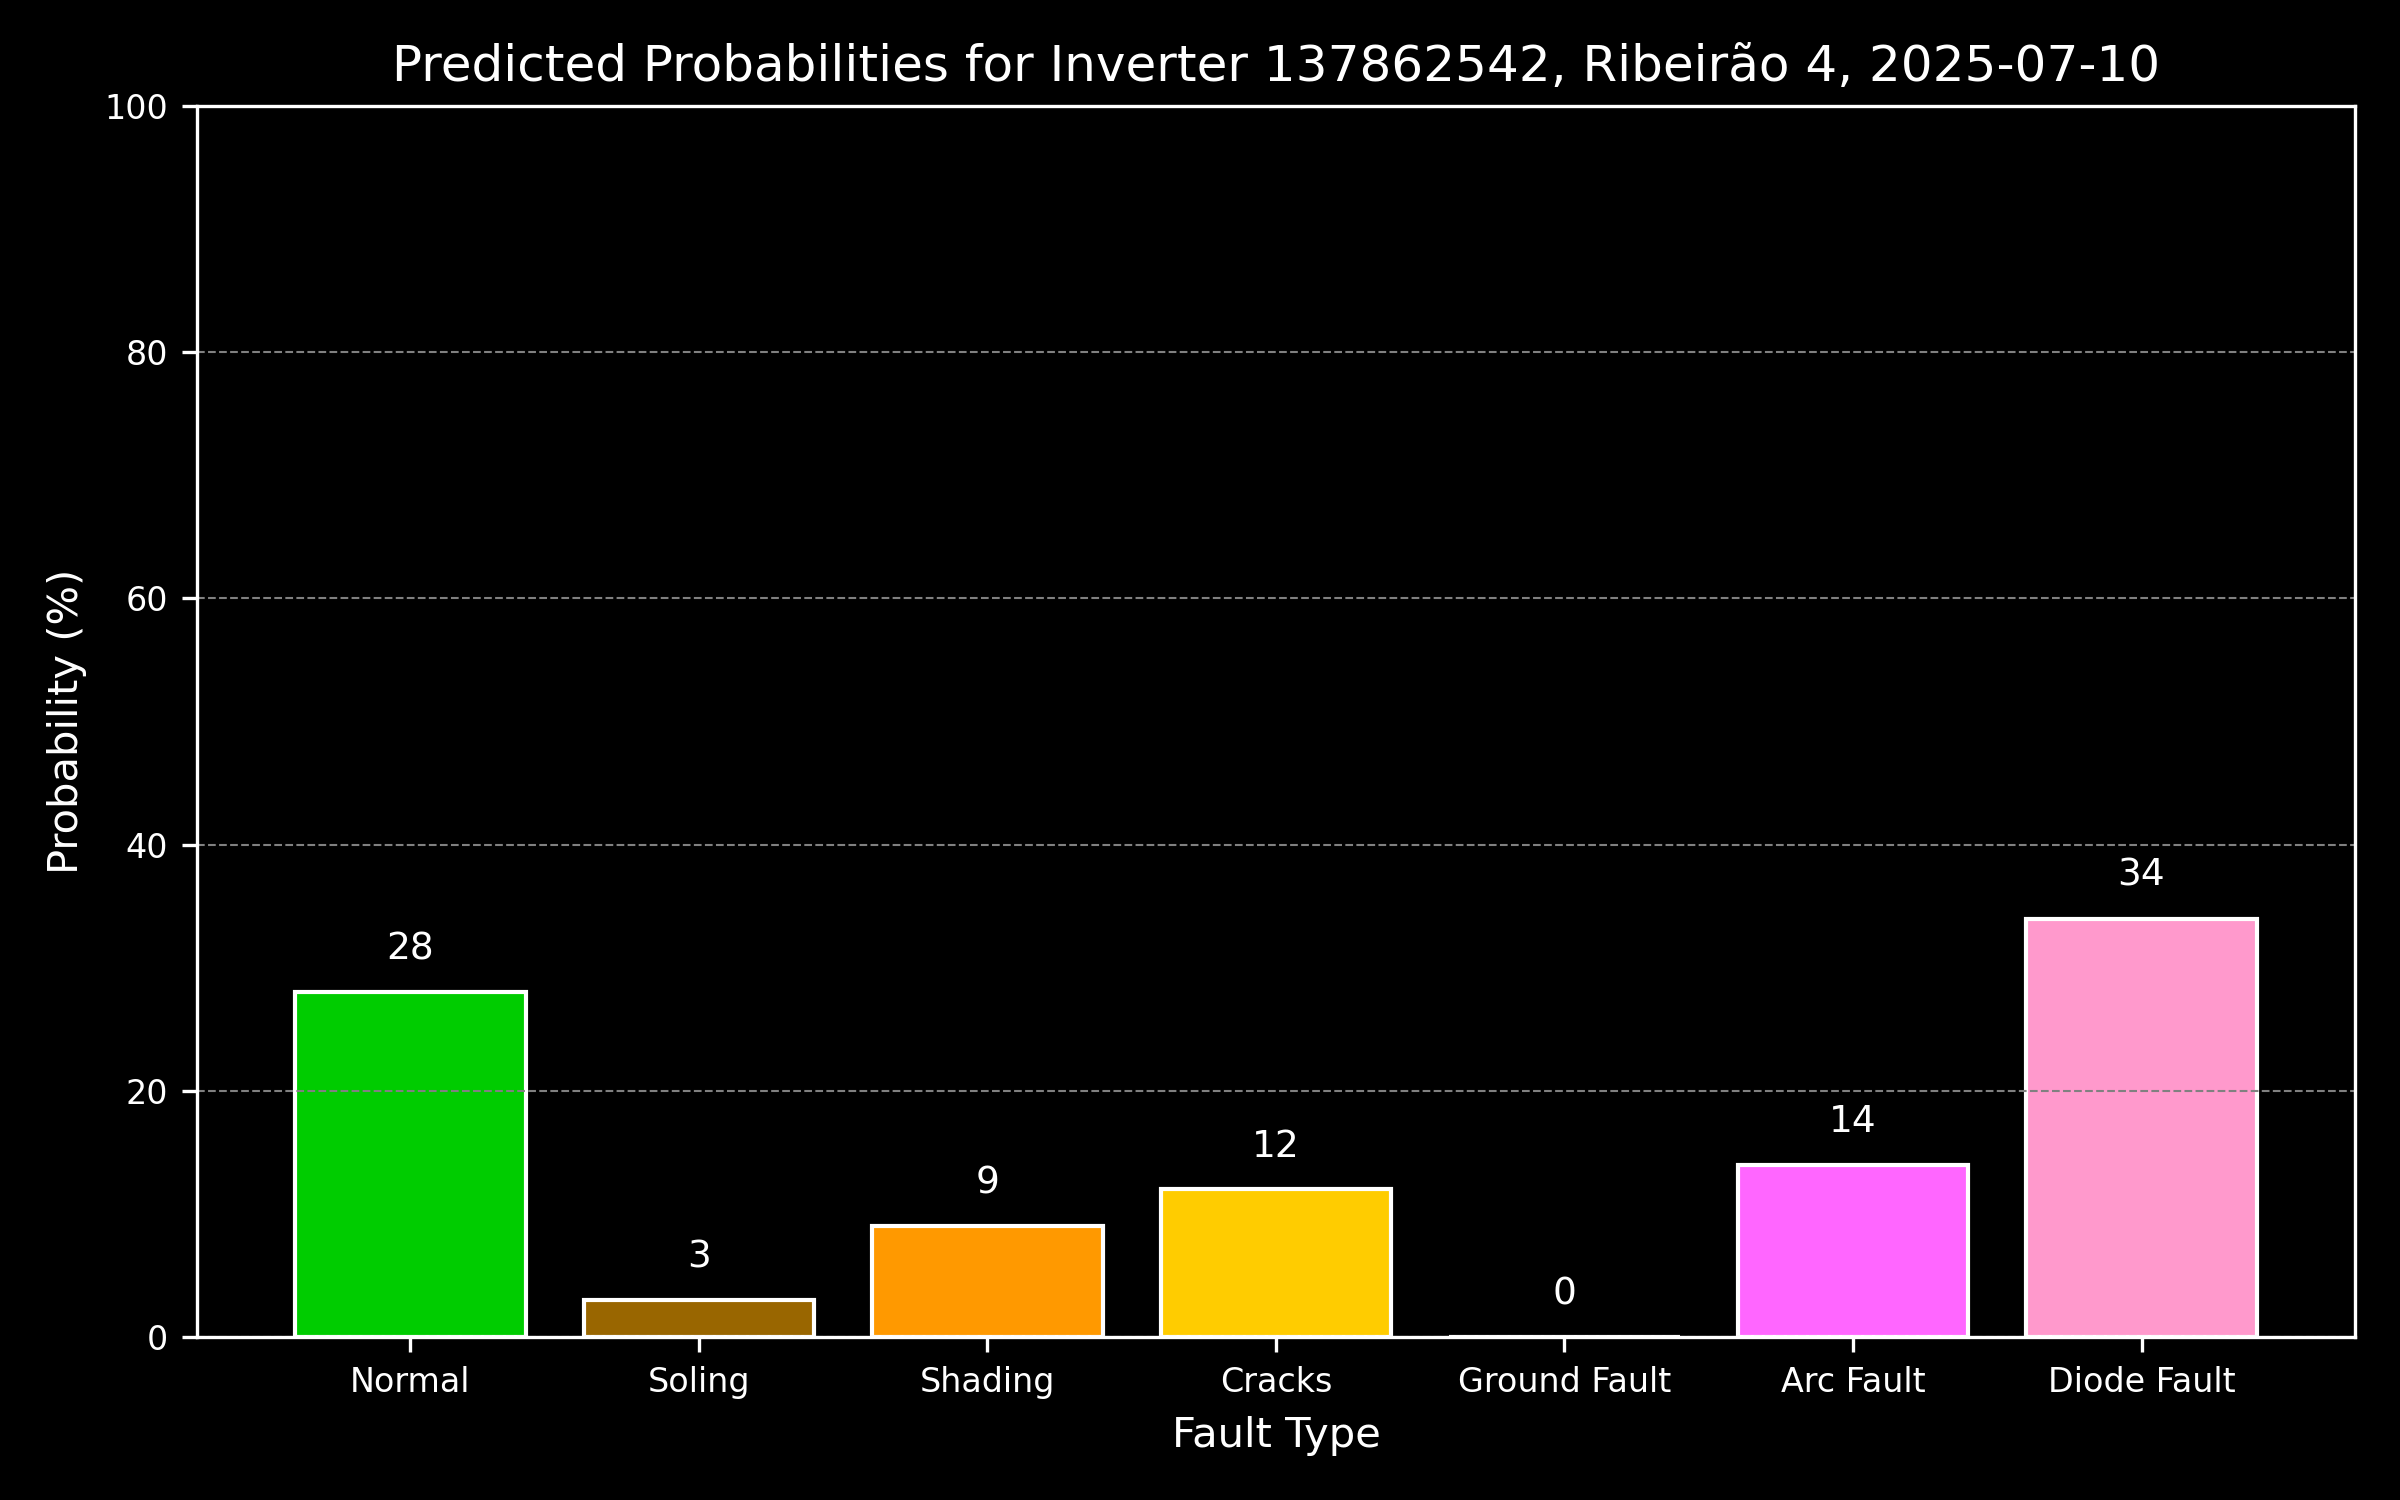 Predicted Probabilities for Inverter 137862542, Ribeirão 4, 2025-07-10
Probability (%)
100
80
60
40
20
0
28
3
9
12
0
14
34
Normal
Soling
Shading
Cracks
Ground Fault
Arc Fault
Diode Fault
Fault Type